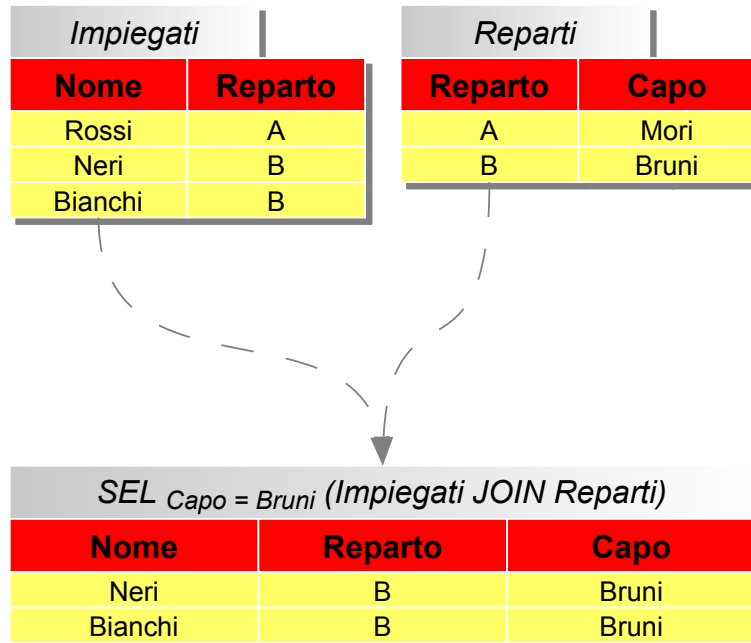 Impiegati
Reparti
Nome Reparto
Reparto Capo
Rossi A
A Mori
Neri B
B Bruni
Bianchi B
SEL Capo = Bruni (Impiegati JOIN Reparti)
Nome Reparto Capo
Neri B Bruni
Bianchi B Bruni